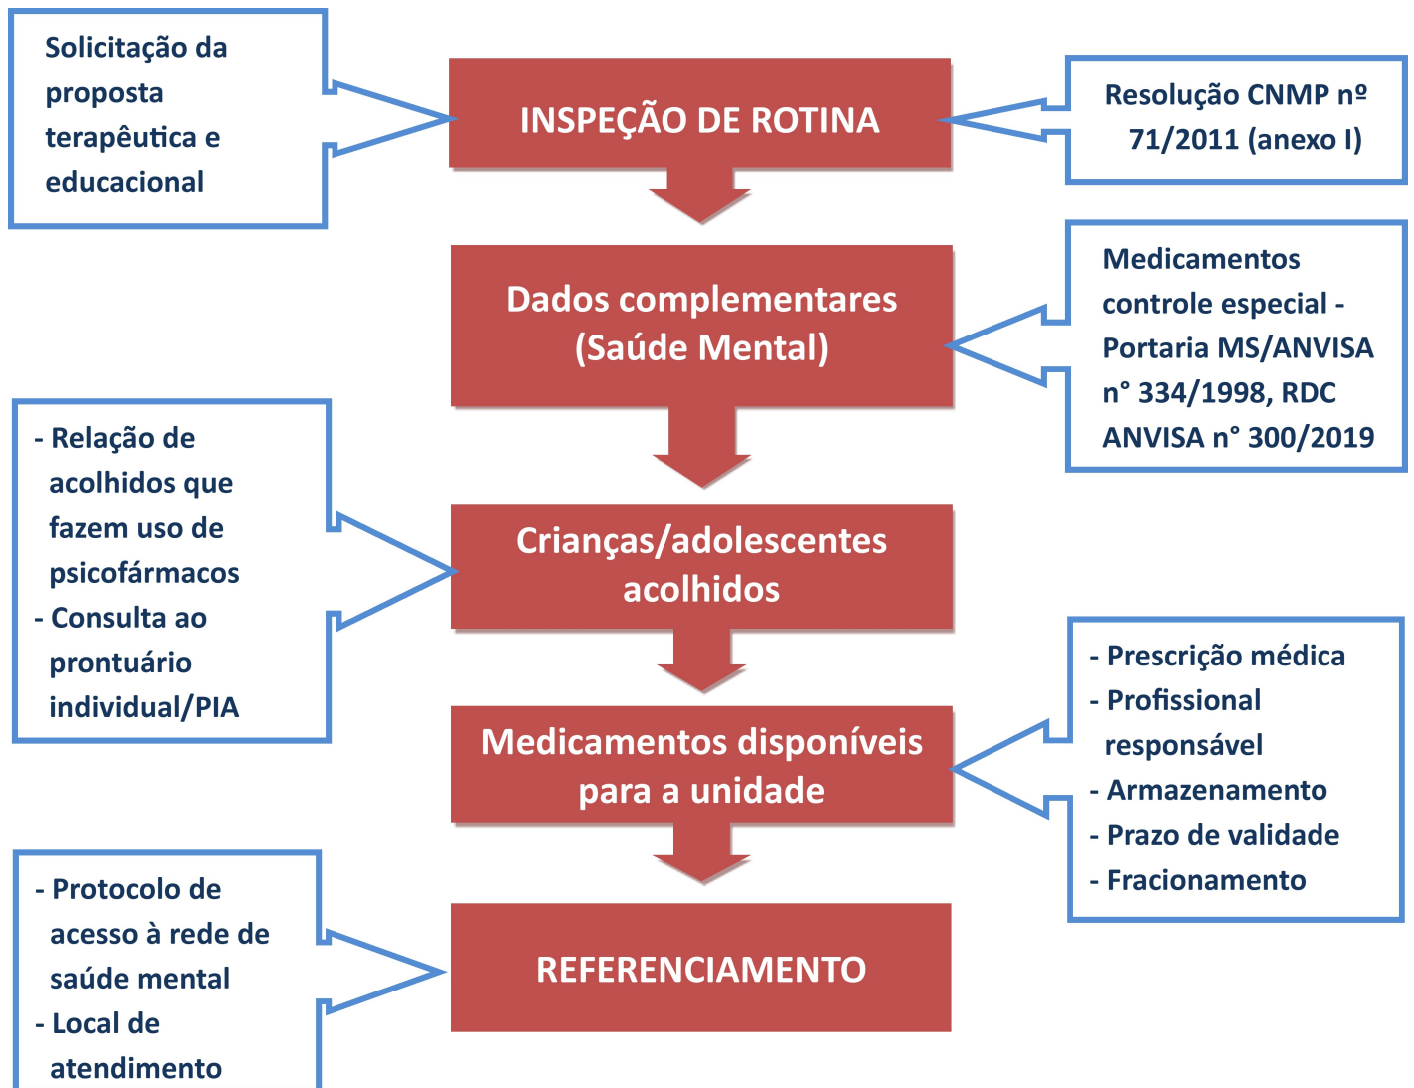 Solicitação da
proposta
terapêutica e
educacional
INSPEÇÃO DE ROTINA
Resolução CNMP nº
71/2011 (anexo I)
Dados complementares
(Saúde Mental)
Medicamentos
controle especial -
Portaria MS/ANVISA
n° 334/1998, RDC
ANVISA n° 300/2019
- Relação de
acolhidos que
fazem uso de
psicofármacos
- Consulta ao
prontuário
individual/PIA
Crianças/adolescentes
acolhidos
Medicamentos disponíveis
para a unidade
- Prescrição médica
- Profissional
responsável
- Armazenamento
- Prazo de validade
- Fracionamento
- Protocolo de
acesso à rede de
saúde mental
- Local de
atendimento
REFERENCIAMENTO